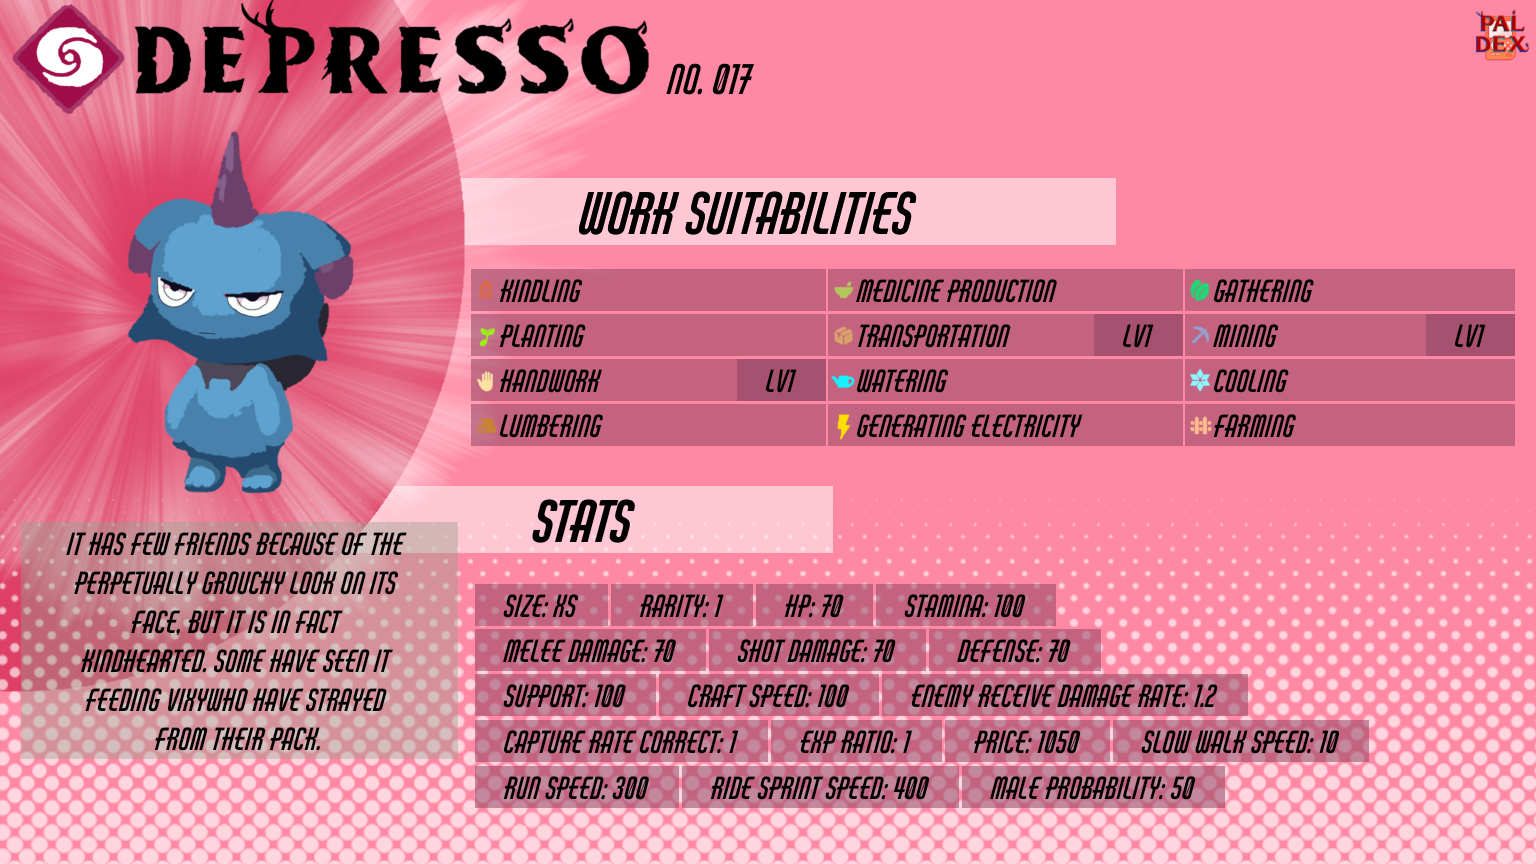 DEPRESSO NO. 017
PAL
DEX
WORK SUITABILITIES
KINDLING MEDICINE PRODUCTION GATHERING
PLANTING TRANSPORTATION LV1 MINING LV1
HANDWORK LV1 WATERING COOLING
LUMBERING GENERATING ELECTRICITY FARMING
STATS
IT HAS FEW FRIENDS BECAUSE OF THE
PERPETUALLY GROUCHY LOOK ON ITS
FACE, BUT IT IS IN FACT
KINDHEARTED. SOME HAVE SEEN IT
FEEDING VIXYWHO HAVE STRAYED
FROM THEIR PACK.
SIZE: XS RARITY: 1 HP: 70 STAMINA: 100
MELEE DAMAGE: 70 SHOT DAMAGE: 70 DEFENSE: 70
SUPPORT: 100 CRAFT SPEED: 100 ENEMY RECEIVE DAMAGE RATE: 1.2
CAPTURE RATE CORRECT: 1 EXP RATIO: 1 PRICE: 1050 SLOW WALK SPEED: 10
RUN SPEED: 300 RIDE SPRINT SPEED: 400 MALE PROBABILITY: 50